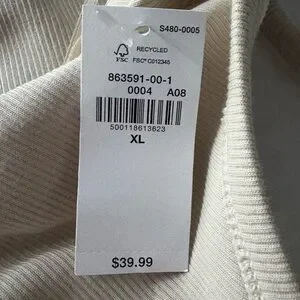 S480-0005
RECYCLED
FSC FSC® C012345
863591-00-1
0004 A08
500118613623
XL
$39.99